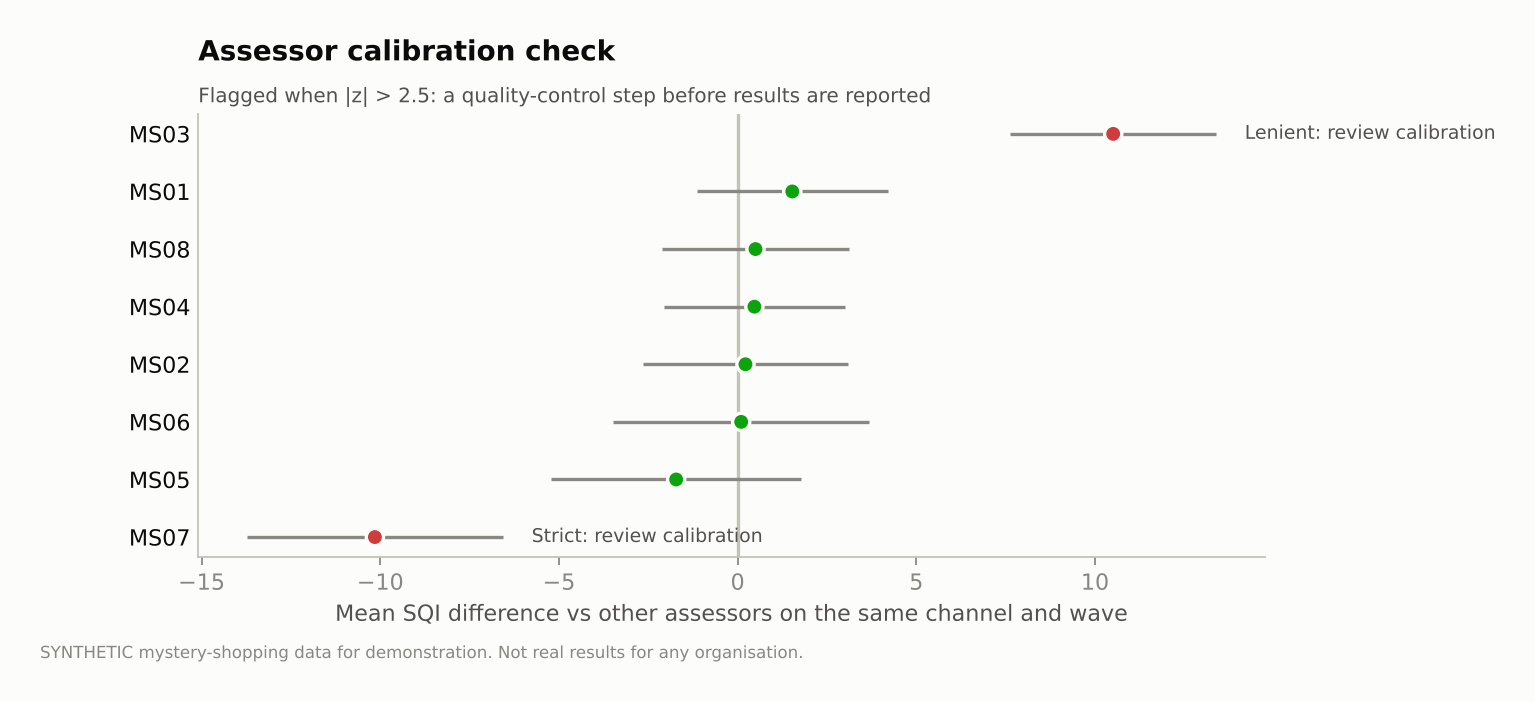 Assessor calibration check
Flagged when |z| > 2.5: a quality-control step before results are reported
MS03
Lenient: review calibration
MS01
MS08
MS04
MS02
MS06
MS05
MS07
Strict: review calibration
−15 −10 −5 0 5 10
Mean SQI difference vs other assessors on the same channel and wave
SYNTHETIC mystery-shopping data for demonstration. Not real results for any organisation.